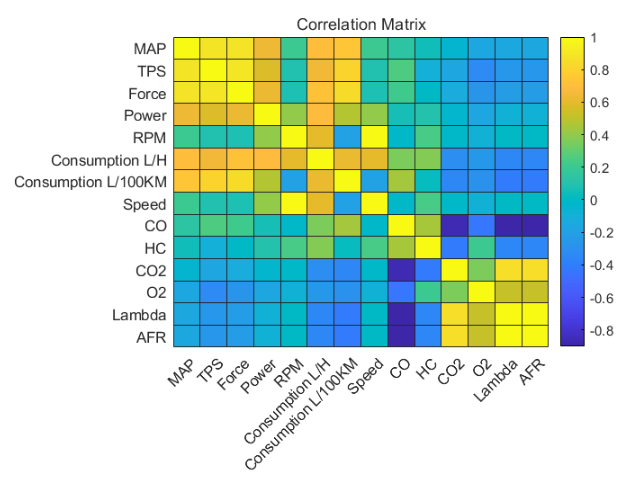 Correlation Matrix
MAP
TPS
Force
Power
RPM
Consumption L/H
Consumption L/100KM
Speed
CO
HC
CO2
O2
Lambda
AFR
MAP
TPS
Force
Power
RPM
Consumption L/H
Consumption L/100KM
Speed
CO
HC
CO2
O2
Lambda
AFR
1
0.8
0.6
0.4
0.2
0
-0.2
-0.4
-0.6
-0.8